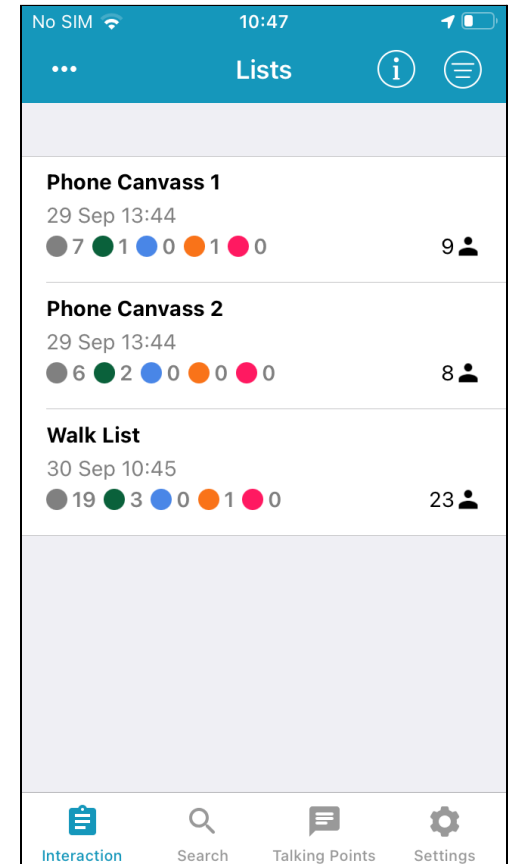 No SIM 10:47
••• Lists i
Phone Canvass 1
29 Sep 13:44
7 1 0 1 0 9
Phone Canvass 2
29 Sep 13:44
6 2 0 0 0 8
Walk List
30 Sep 10:45
19 3 0 1 0 23
Interaction Search Talking Points Settings